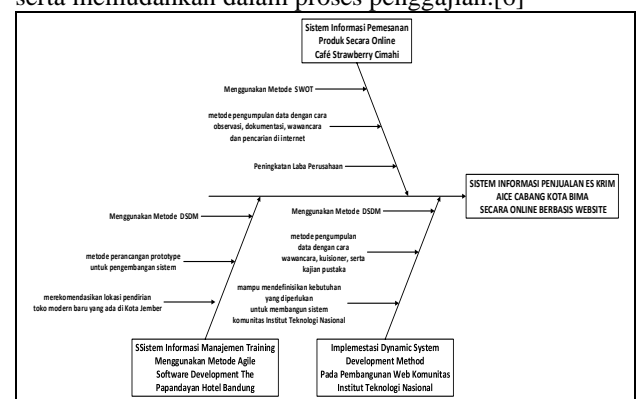 serta memudahkan dalam proses penggajian.[6]
Sistem Informasi Pemesanan
Produk Secara Online
Café Strawberry Cimahi
Menggunakan Metode SWOT
metode pengumpulan data dengan cara
observasi, dokumentasi, wawancara
dan pencarian di internet
Peningkatan Laba Perusahaan
SISTEM INFORMASI PENJUALAN ES KRIM
AICE CABANG KOTA BIMA
SECARA ONLINE BERBASIS WEBSITE
Menggunakan Metode DSDM
metode perancangan prototype
untuk pengembangan sistem
merekomendasikan lokasi pendirian
toko modern baru yang ada di Kota Jember
Menggunakan Metode DSDM
metode pengumpulan
data dengan cara
wawancara, kuisioner, serta
kajian pustaka
mampu mendefinisikan kebutuhan
yang diperlukan
untuk membangun sistem
komunitas Institut Teknologi Nasional
SSistem Informasi Manajemen Training
Menggunakan Metode Agile
Software Development The
Papandayan Hotel Bandung
Implemestasi Dynamic System
Development Method
Pada Pembangunan Web Komunitas
Institut Teknologi Nasional